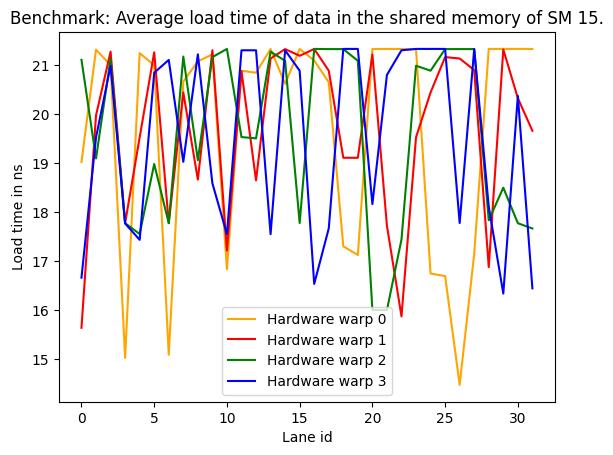 Benchmark: Average load time of data in the shared memory of SM 15.
Load time in ns
21
20
19
18
17
16
15
Hardware warp 0
Hardware warp 1
Hardware warp 2
Hardware warp 3
0 5 10 15 20 25 30
Lane id